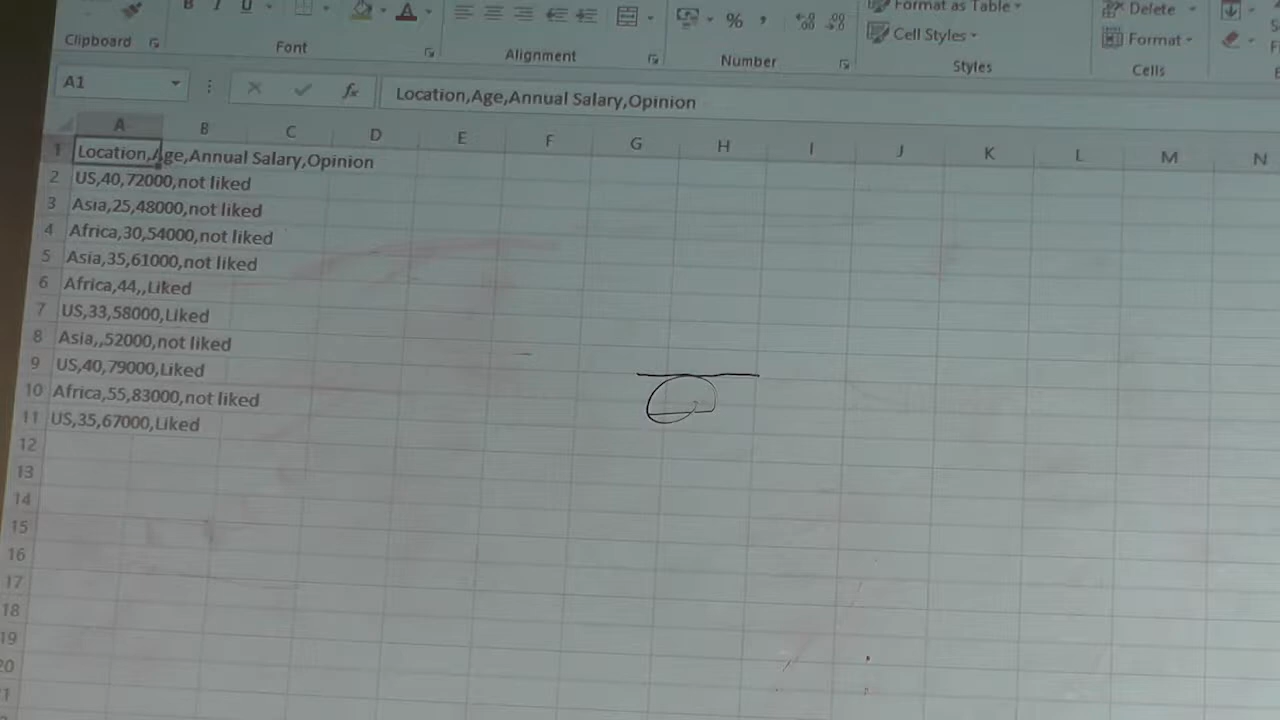 B I U
A
% ,
Format as Table
Delete
Cell Styles
Format
Clipboard
Font
Alignment
Number
Styles
Cells
A1
fx
Location,Age,Annual Salary,Opinion
A B C D E F G H I J K L M N
1 Location,Age,Annual Salary,Opinion
2 US,40,72000,not liked
3 Asia,25,48000,not liked
4 Africa,30,54000,not liked
5 Asia,35,61000,not liked
6 Africa,44,,Liked
7 US,33,58000,Liked
8 Asia,,52000,not liked
9 US,40,79000,Liked
10 Africa,55,83000,not liked
11 US,35,67000,Liked
12
13
14
15
16
17
18
19
20